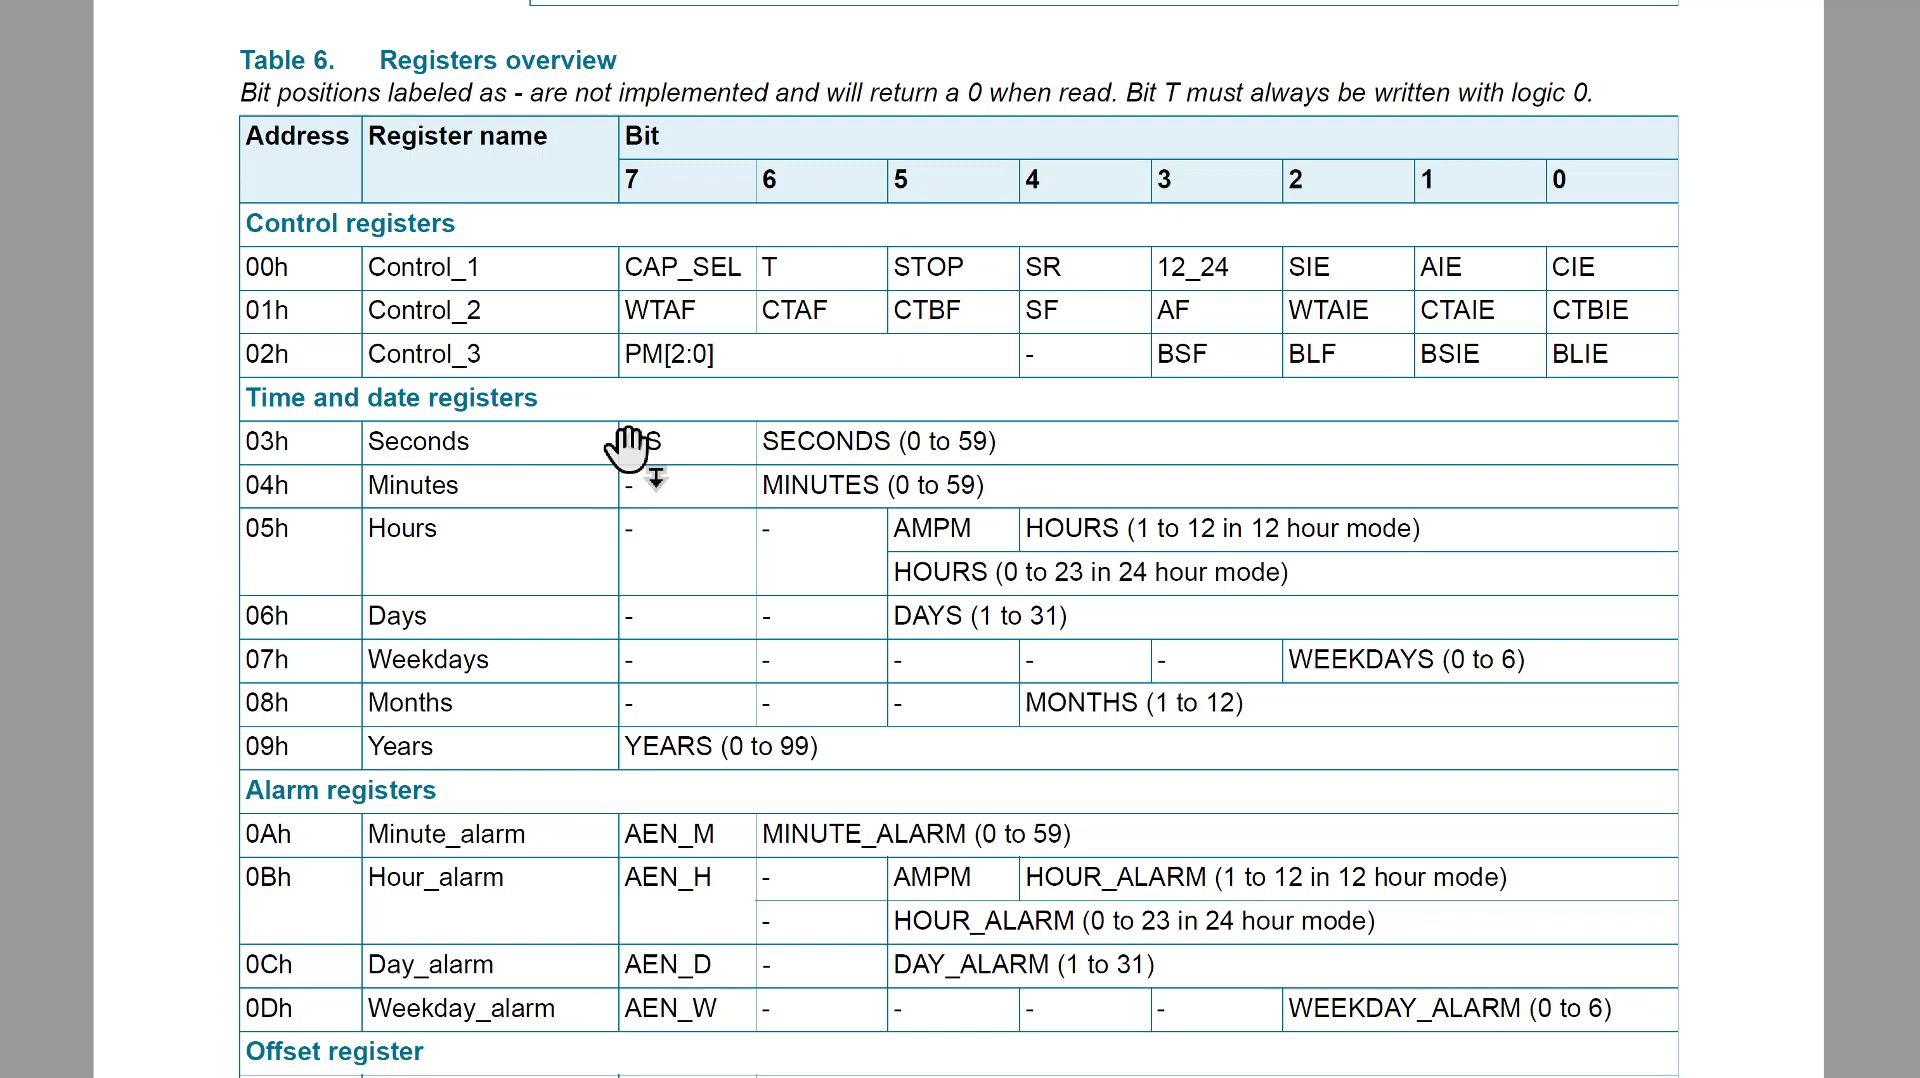 Table 6. Registers overview
Bit positions labeled as - are not implemented and will return a 0 when read. Bit T must always be written with logic 0.
Address Register name Bit
7 6 5 4 3 2 1 0
Control registers
00h Control_1 CAP_SEL T STOP SR 12_24 SIE AIE CIE
01h Control_2 WTAF CTAF CTBF SF AF WTAIE CTAIE CTBIE
02h Control_3 PM[2:0] - BSF BLF BSIE BLIE
Time and date registers
03h Seconds SECONDS (0 to 59)
04h Minutes - MINUTES (0 to 59)
05h Hours - - AMPM HOURS (1 to 12 in 12 hour mode)
HOURS (0 to 23 in 24 hour mode)
06h Days - - DAYS (1 to 31)
07h Weekdays - - - - - WEEKDAYS (0 to 6)
08h Months - - - MONTHS (1 to 12)
09h Years YEARS (0 to 99)
Alarm registers
0Ah Minute_alarm AEN_M MINUTE_ALARM (0 to 59)
0Bh Hour_alarm AEN_H - AMPM HOUR_ALARM (1 to 12 in 12 hour mode)
- HOUR_ALARM (0 to 23 in 24 hour mode)
0Ch Day_alarm AEN_D - DAY_ALARM (1 to 31)
0Dh Weekday_alarm AEN_W - - - - WEEKDAY_ALARM (0 to 6)
Offset register